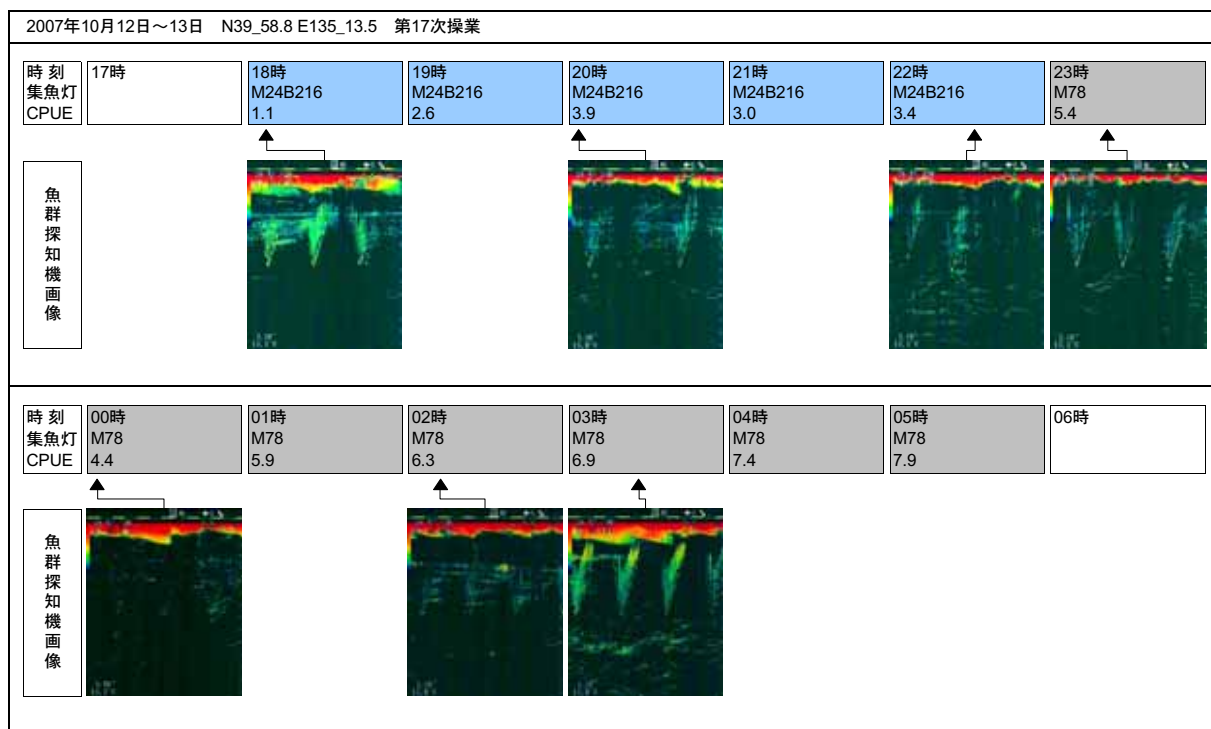 2007年10月12日～13日 N39_58.8 E135_13.5 第17次操業
時刻 17時 18時 19時 20時 21時 22時 23時
集魚灯 M24B216 M24B216 M24B216 M24B216 M24B216 M78
CPUE 1.1 2.6 3.9 3.0 3.4 5.4
魚群探知機画像
時刻 00時 01時 02時 03時 04時 05時 06時
集魚灯 M78 M78 M78 M78 M78 M78
CPUE 4.4 5.9 6.3 6.9 7.4 7.9
魚群探知機画像